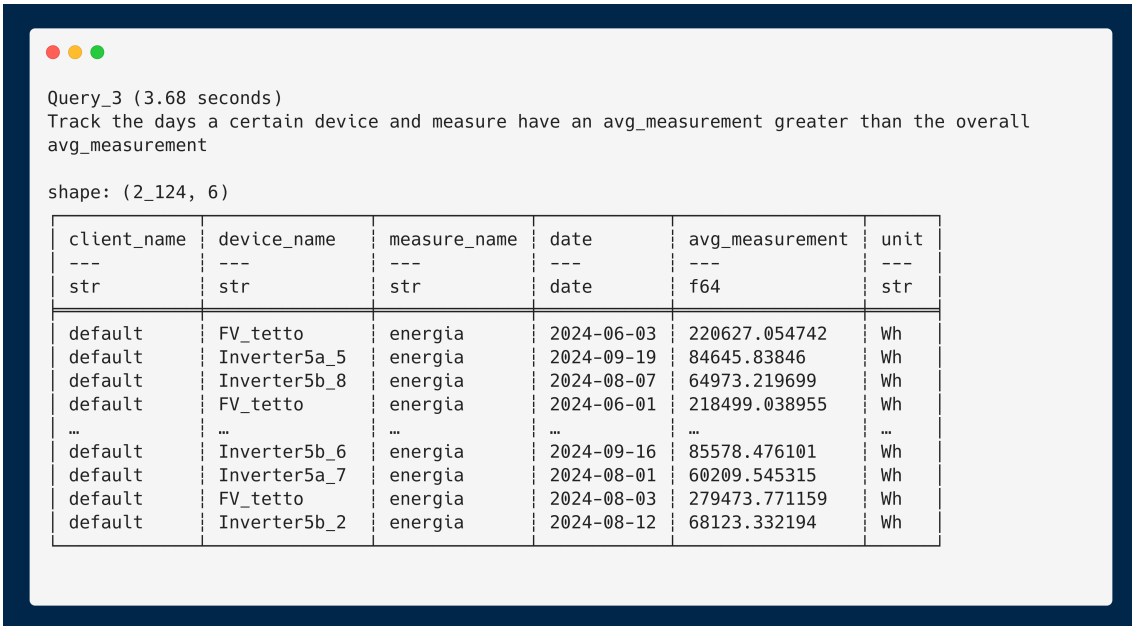 Query_3 (3.68 seconds)
Track the days a certain device and measure have an avg_measurement greater than the overall
avg_measurement
shape: (2_124, 6)
client_name device_name measure_name date avg_measurement unit
--- --- --- --- --- ---
str str str date f64 str
default FV_tetto energia 2024-06-03 220627.054742 Wh
default Inverter5a_5 energia 2024-09-19 84645.83846 Wh
default Inverter5b_8 energia 2024-08-07 64973.219699 Wh
default FV_tetto energia 2024-06-01 218499.038955 Wh
… … … … … …
default Inverter5b_6 energia 2024-09-16 85578.476101 Wh
default Inverter5a_7 energia 2024-08-01 60209.545315 Wh
default FV_tetto energia 2024-08-03 279473.771159 Wh
default Inverter5b_2 energia 2024-08-12 68123.332194 Wh